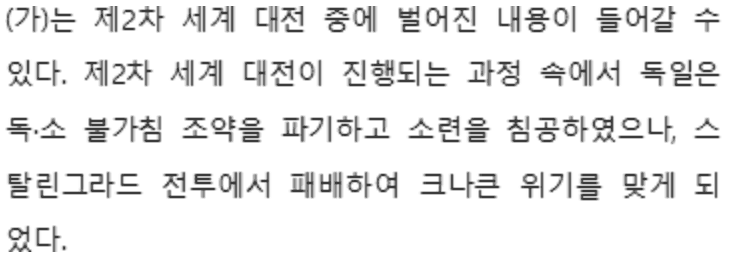 (가)는 제2차 세계 대전 중에 벌어진 내용이 들어갈 수
있다. 제2차 세계 대전이 진행되는 과정 속에서 독일은
독·소 불가침 조약을 파기하고 소련을 침공하였으나, 스
탈린그라드 전투에서 패배하여 크나큰 위기를 맞게 되
었다.